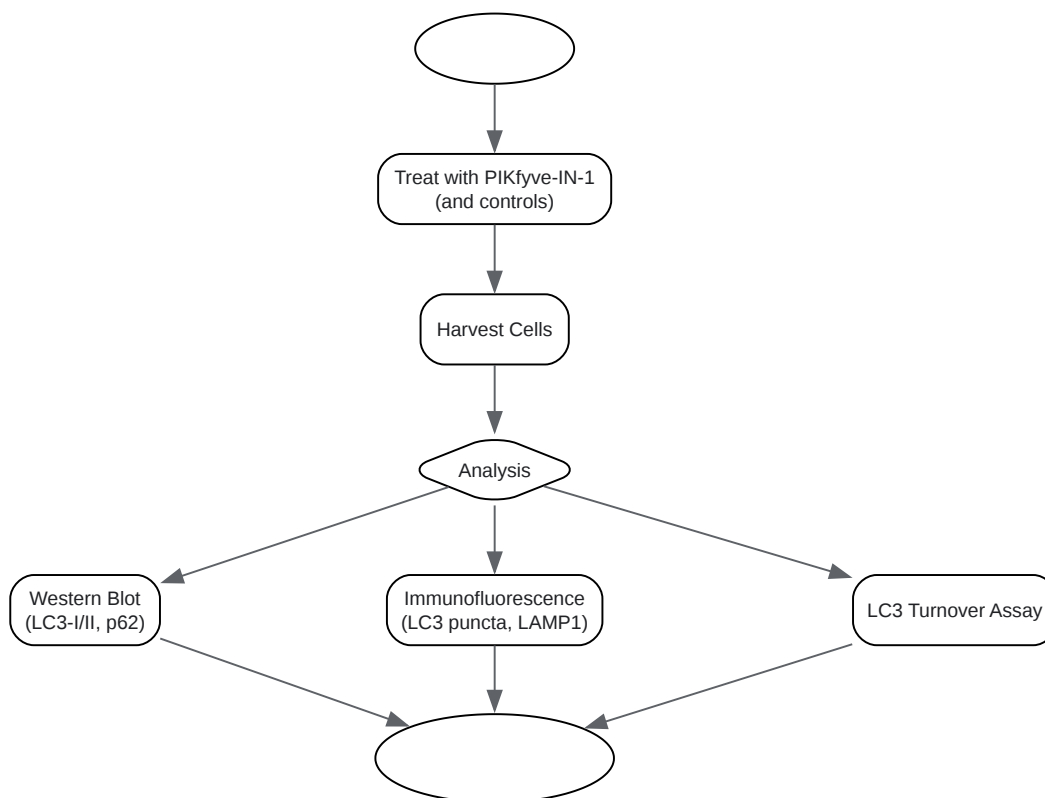 Treat with PIKfyve-IN-1
(and controls)
Harvest Cells
Analysis
Western Blot
(LC3-I/II, p62)
Immunofluorescence
(LC3 puncta, LAMP1)
LC3 Turnover Assay